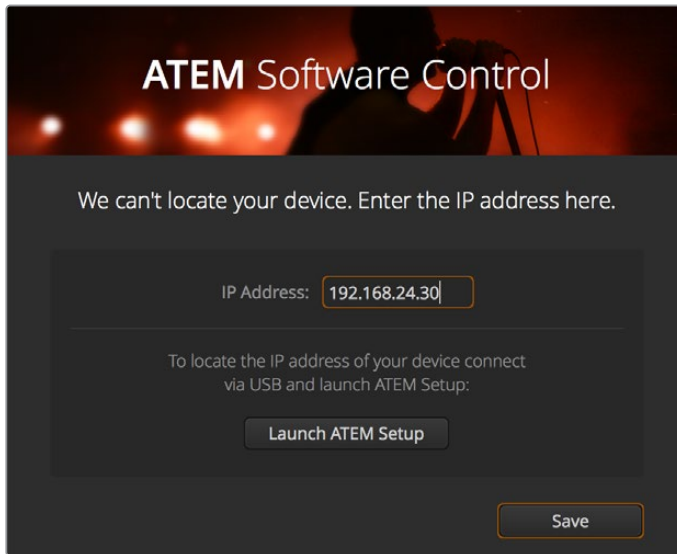 ATEM Software Control
We can't locate your device. Enter the IP address here.
IP Address: 192.168.24.30
To locate the IP address of your device connect
via USB and launch ATEM Setup:
Launch ATEM Setup
Save